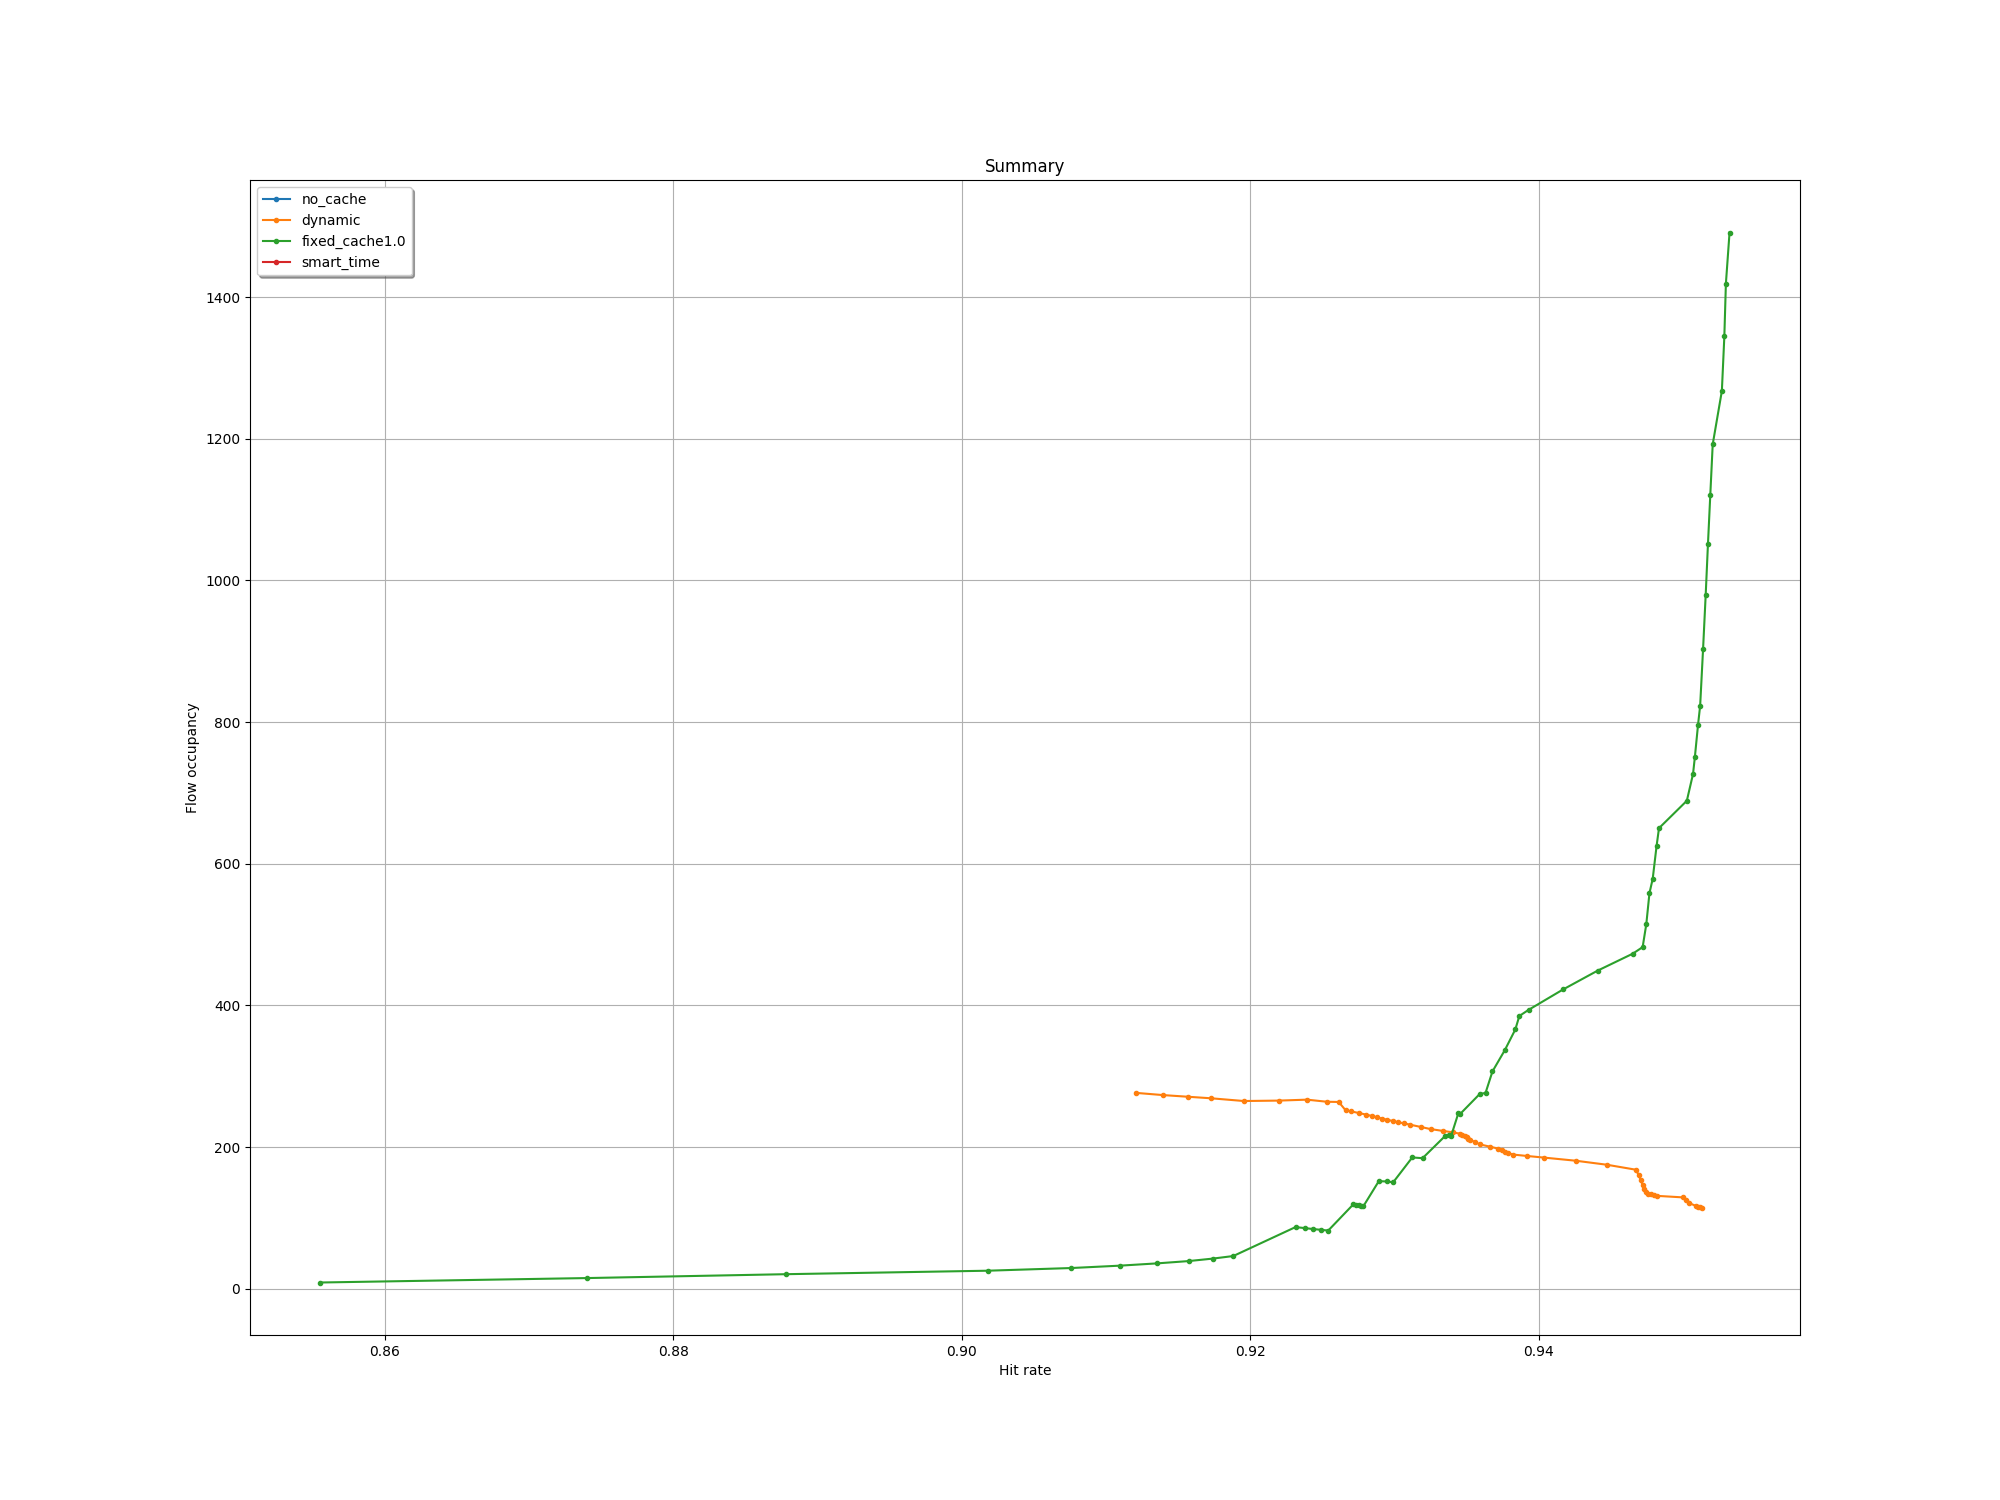 Summary
no_cache
dynamic
fixed_cache1.0
smart_time
1400
1200
1000
800
600
400
200
0
Flow occupancy
0.86 0.88 0.90 0.92 0.94
Hit rate